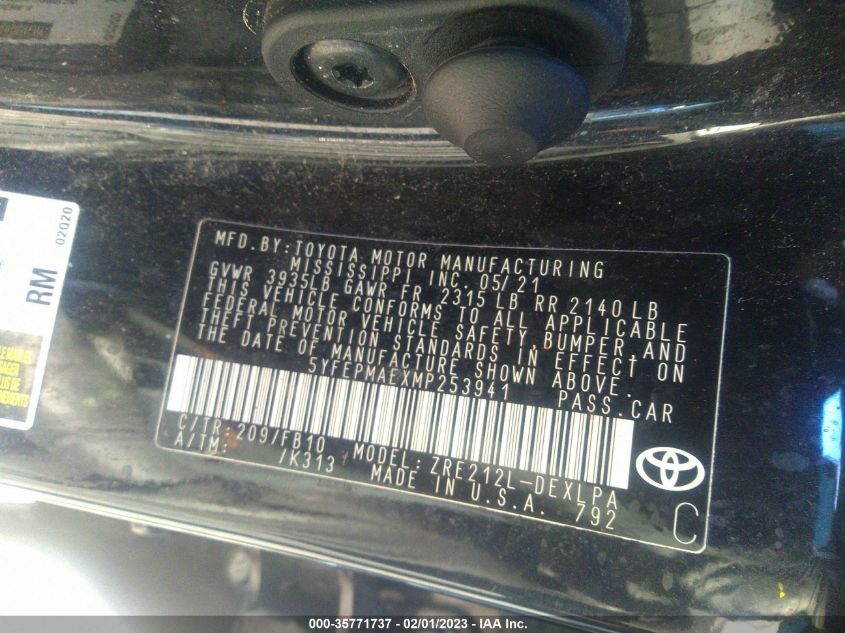 RM
02Q20
MFD.BY:TOYOTA MOTOR MANUFACTURING
MISSISSIPPI INC. 05/21
GVWR 3935LB GAWR FR 2315 LB RR 2140 LB
THIS VEHICLE CONFORMS TO ALL APPLICABLE
FEDERAL MOTOR VEHICLE SAFETY, BUMPER, AND
THEFT PREVENTION STANDARDS IN EFFECT ON
THE DATE OF MANUFACTURE SHOWN ABOVE.
5YFEPMAEXMP253941 PASS.CAR
C/TR:209/FB10 MODEL:ZRE212L-DEXLPA
A/TM: /K313 MADE IN U.S.A. 792
C
000-35771737 - 02/01/2023 - IAA Inc.